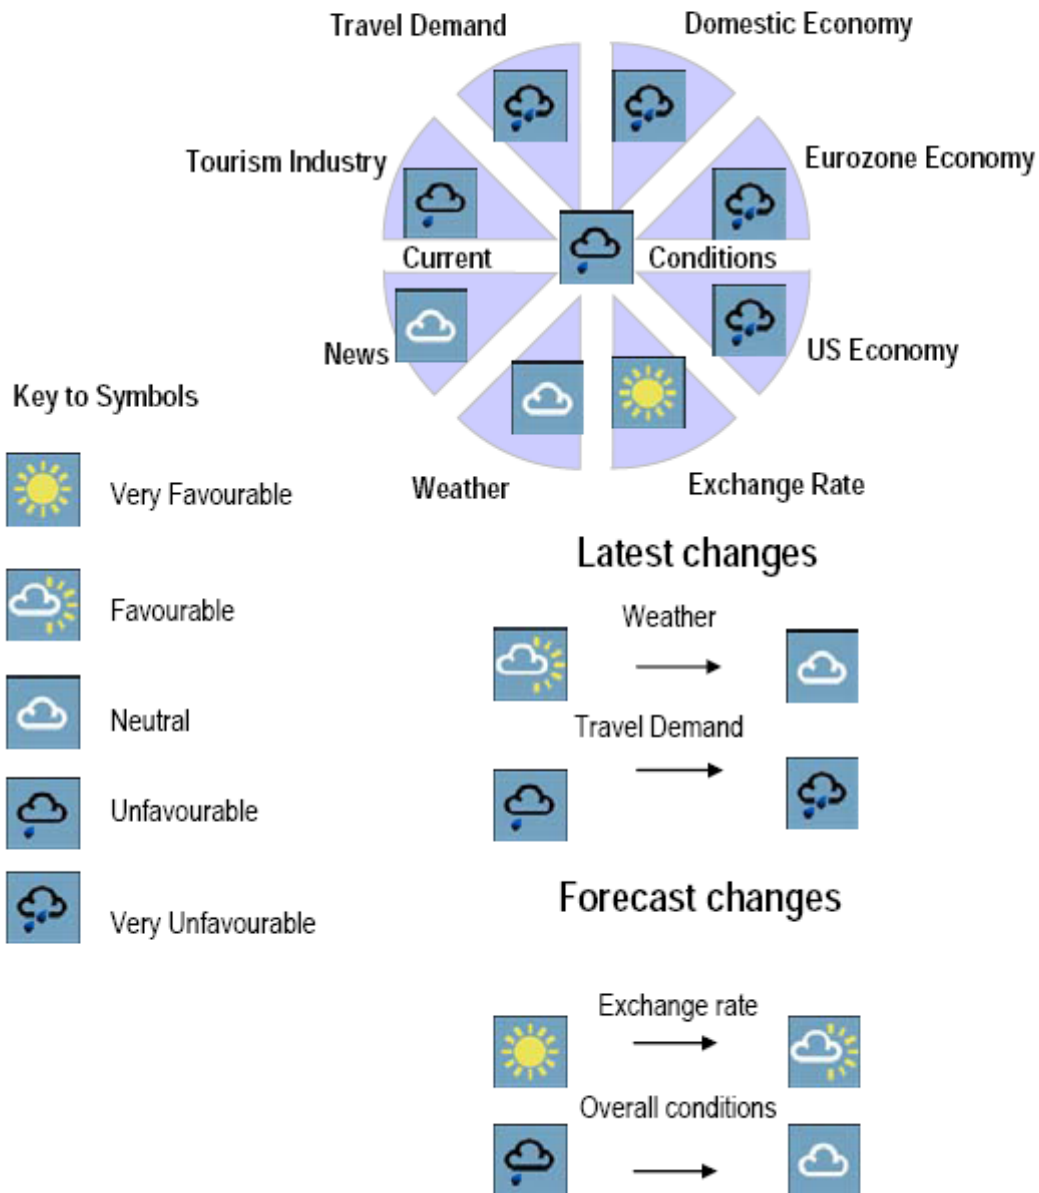 Travel Demand
Domestic Economy
Tourism Industry
Eurozone Economy
Current
Conditions
News
US Economy
Weather
Exchange Rate
Key to Symbols
Very Favourable
Favourable
Neutral
Unfavourable
Very Unfavourable
Latest changes
Weather
Travel Demand
Forecast changes
Exchange rate
Overall conditions